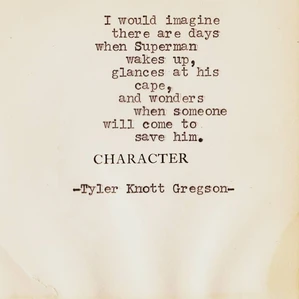 I would imagine
there are days
when Superman
wakes up,
glances at his
cape,
and wonders
when someone
will come to
save him.
CHARACTER
-Tyler Knott Gregson-